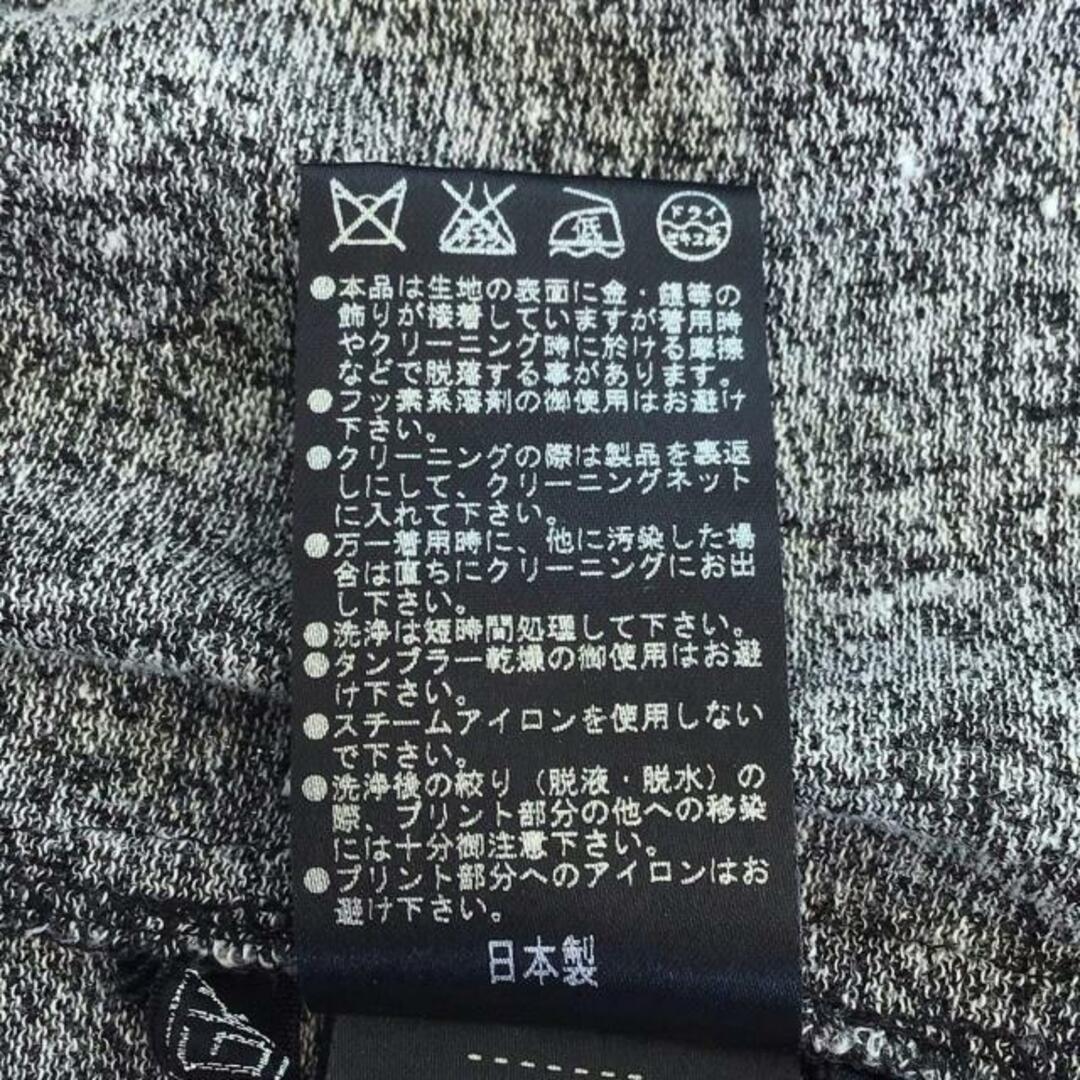 エンソ
サラシ
低
ドライ
セキユ系
●本品は生地の表面に金・銀等の
飾りが接着していますが着用時
やクリーニング時に於ける摩擦
などで脱落する事があります。
●フッ素系溶剤の御使用はお避け
下さい。
●クリーニングの際は製品を裏返
しにして、クリーニングネット
に入れて下さい。
●万一着用時に、他に汚染した場
合は直ちにクリーニングにお出
し下さい。
●洗浄は短時間処理して下さい。
●タンブラー乾燥の御使用はお避
け下さい。
●スチームアイロンを使用しない
で下さい。
●洗浄後の絞り（脱液・脱水）の
際、プリント部分の他への移染
には十分御注意下さい。
●プリント部分へのアイロンはお
避け下さい。
日本製